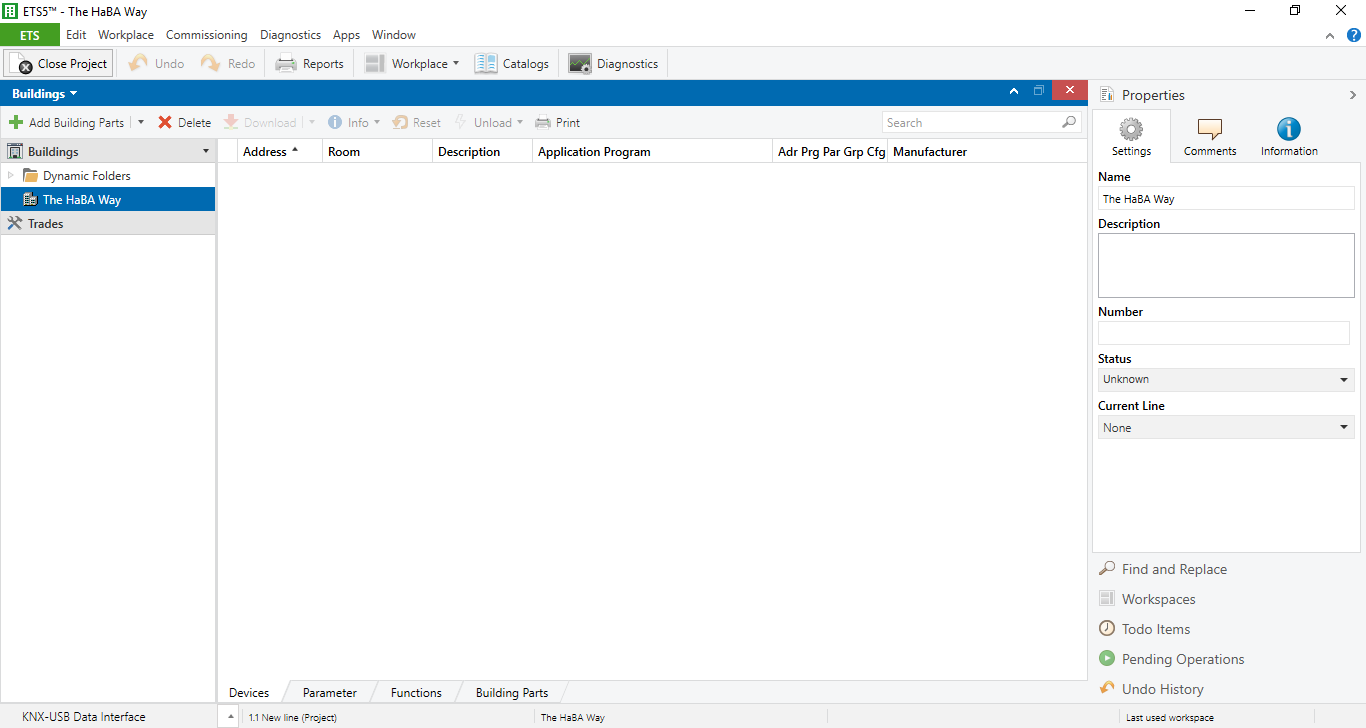 ETS5™ - The HaBA Way
ETS Edit Workplace Commissioning Diagnostics Apps Window
Close Project Undo Redo Reports Workplace Catalogs Diagnostics
Buildings
Add Building Parts Delete Download Info Reset Unload Print Search
Buildings
Dynamic Folders
The HaBA Way
Trades
Address Room Description Application Program Adr Prg Par Grp Cfg Manufacturer
Devices Parameter Functions Building Parts
Properties
Settings Comments Information
Name
The HaBA Way
Description
Number
Status
Unknown
Current Line
None
Find and Replace
Workspaces
Todo Items
Pending Operations
Undo History
KNX-USB Data Interface 1.1 New line (Project) The HaBA Way Last used workspace